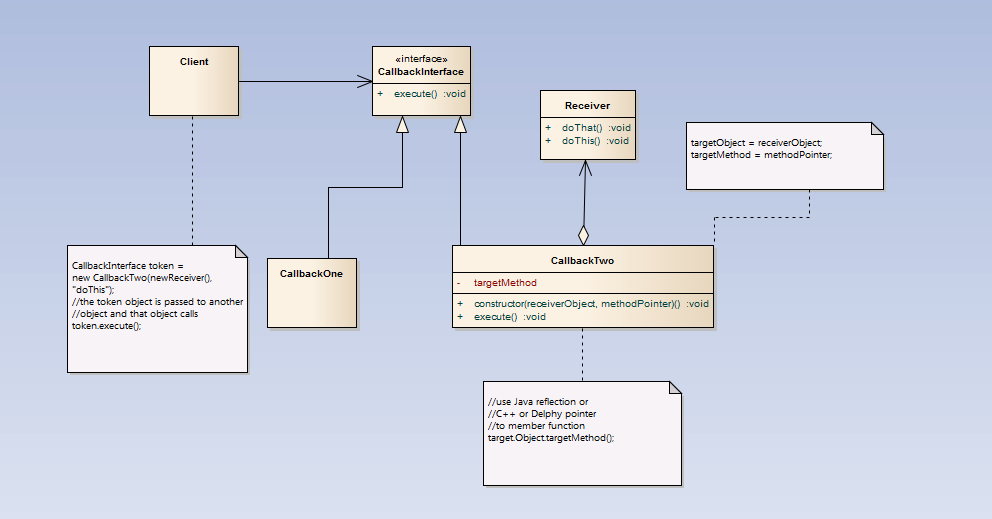 Client
«interface»
CallbackInterface
+ execute() :void
Receiver
+ doThat() :void
+ doThis() :void
targetObject = receiverObject;
targetMethod = methodPointer;
CallbackInterface token =
new CallbackTwo(newReceiver(),
"doThis");
//the token object is passed to another
//object and that object calls
token.execute();
CallbackOne
CallbackTwo
- targetMethod
+ constructor(receiverObject, methodPointer)() :void
+ execute() :void
//use Java reflection or
//C++ or Delphy pointer
//to member function
target.Object.targetMethod();